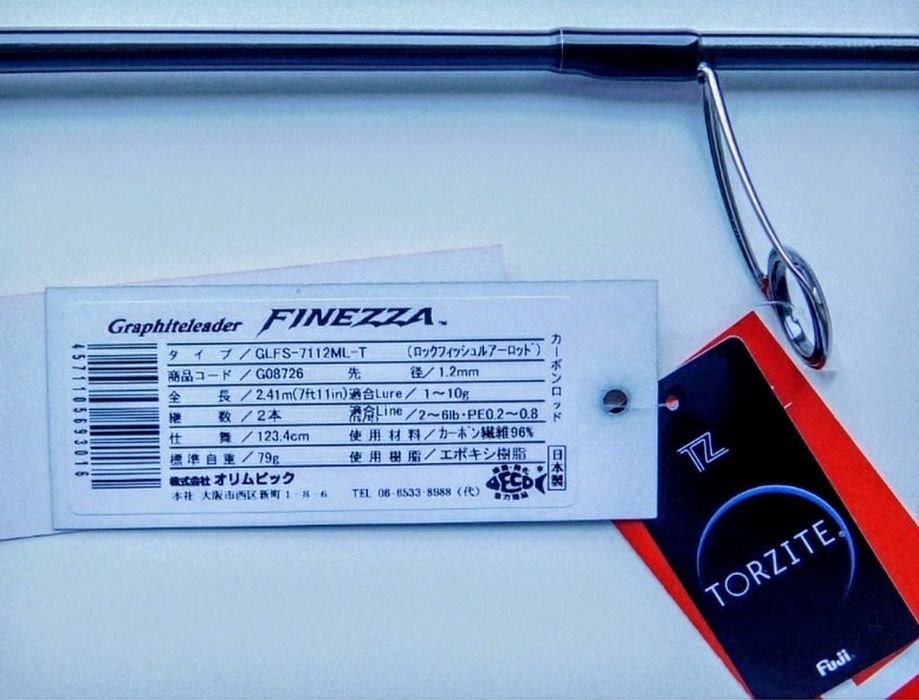 Graphiteleader FINEZZA
タイプ/GLFS-7112ML-T (ロックフィッシュルアーロッド)
商品コード/G08726 先径/1.2mm
全長/2.41m(7ft11in) 適合Lure/1~10g
継数/2本 適合Line/2~6lb・PE0.2~0.8
仕舞/123.4cm 使用材料/カーボン繊維96%
標準自重/79g 使用樹脂/エポキシ樹脂
株式会社 オリムピック
本社 大阪市西区新町1-8-6 TEL 06-6533-8988(代)
カーボンロッド
日本製
ECO
4571105693016
TZ
TORZITE®
Fuji